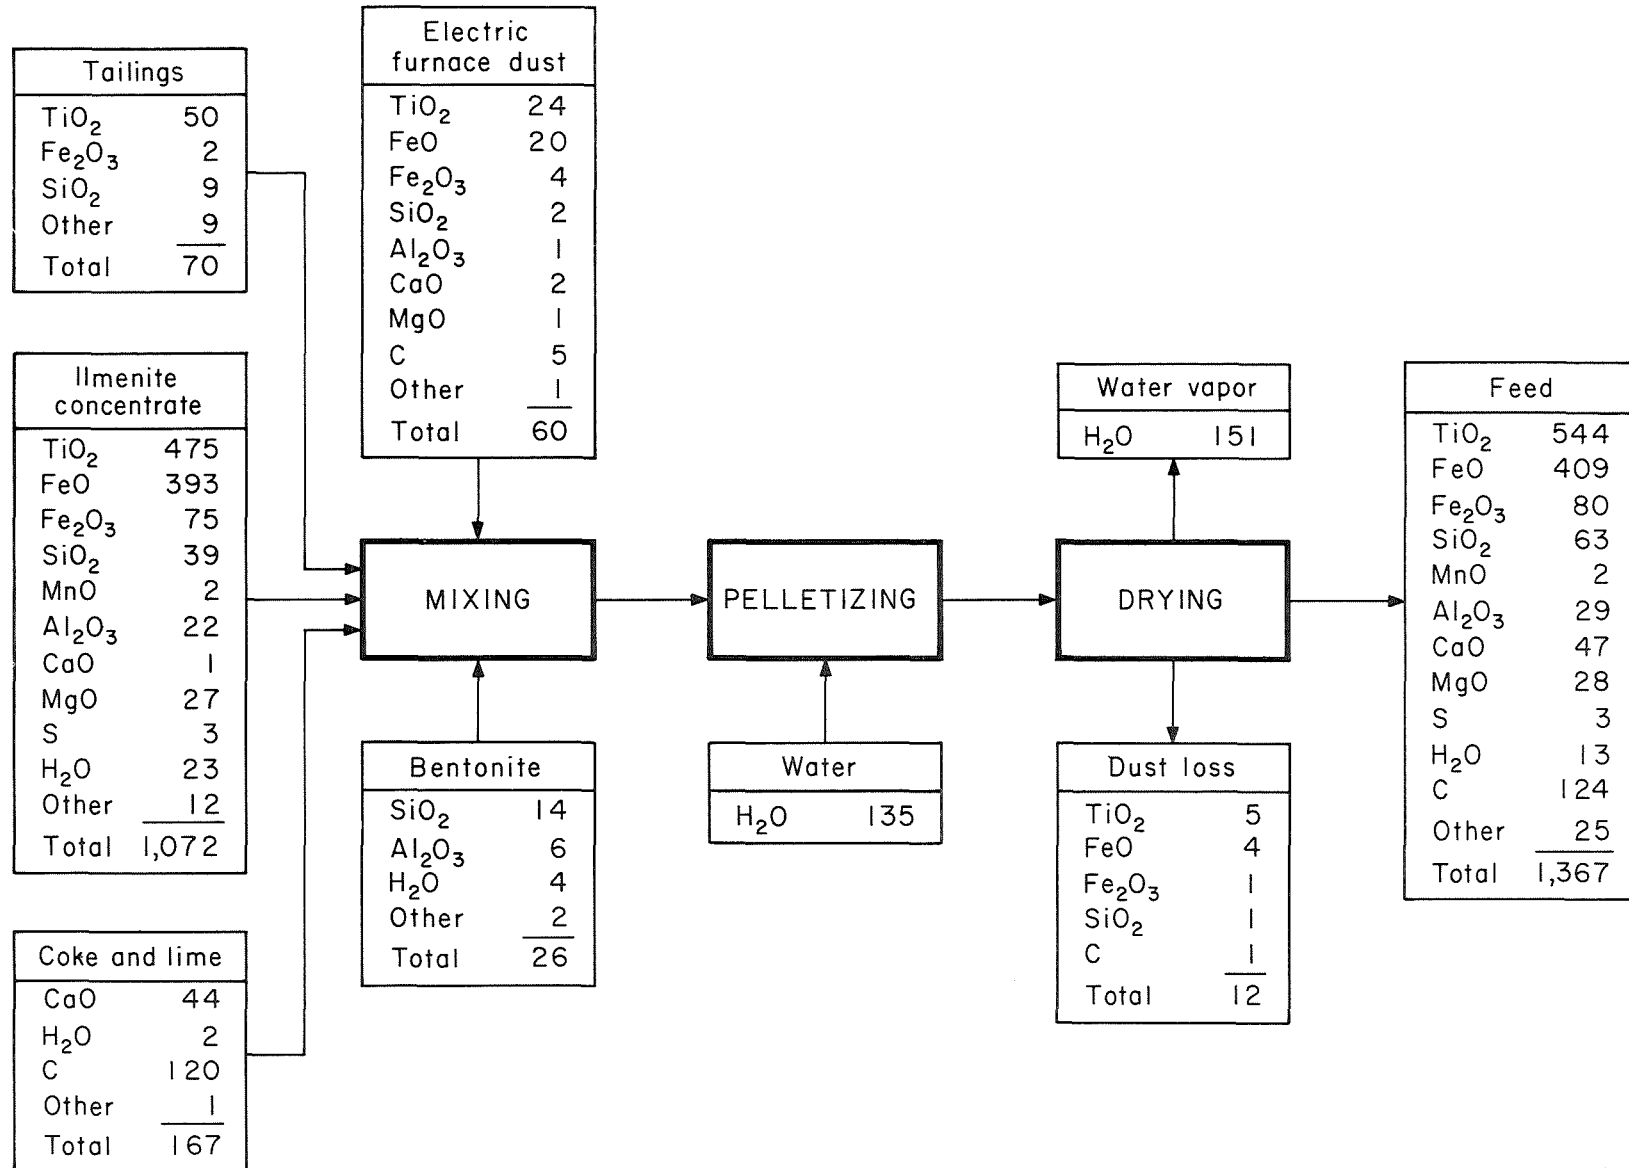 Tailings
TiO₂ 50
Fe₂O₃ 2
SiO₂ 9
Other 9
Total 70
Electric
furnace dust
TiO₂ 24
FeO 20
Fe₂O₃ 4
SiO₂ 2
Al₂O₃ 1
CaO 2
MgO 1
C 5
Other 1
Total 60
Ilmenite
concentrate
TiO₂ 475
FeO 393
Fe₂O₃ 75
SiO₂ 39
MnO 2
Al₂O₃ 22
CaO 1
MgO 27
S 3
H₂O 23
Other 12
Total 1,072
Coke and lime
CaO 44
H₂O 2
C 120
Other 1
Total 167
MIXING
Bentonite
SiO₂ 14
Al₂O₃ 6
H₂O 4
Other 2
Total 26
PELLETIZING
Water
H₂O 135
Water vapor
H₂O 151
DRYING
Dust loss
TiO₂ 5
FeO 4
Fe₂O₃ 1
SiO₂ 1
C 1
Total 12
Feed
TiO₂ 544
FeO 409
Fe₂O₃ 80
SiO₂ 63
MnO 2
Al₂O₃ 29
CaO 47
MgO 28
S 3
H₂O 13
C 124
Other 25
Total 1,367